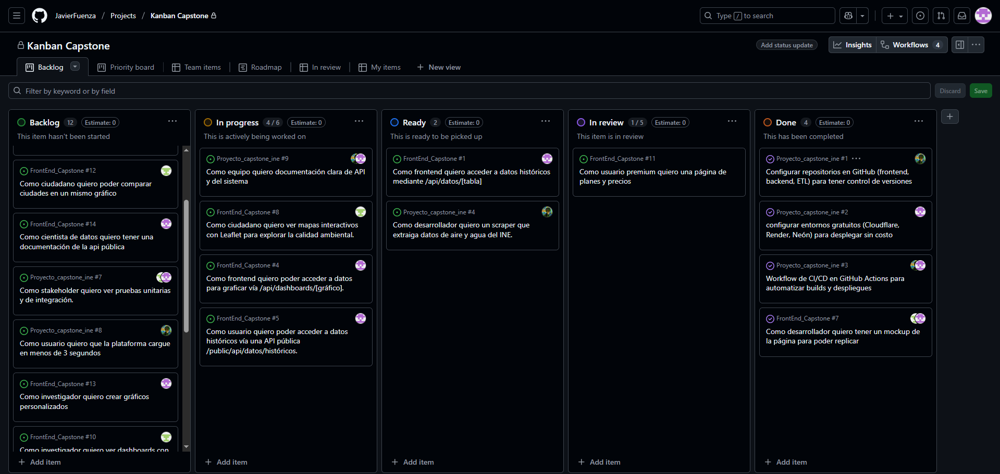 JavierFuenza / Projects / Kanban Capstone
Type / to search
Kanban Capstone
Add status update
Insights
Workflows 4
Backlog
Priority board
Team items
Roadmap
In review
My items
New view
Filter by keyword or by field
Discard
Save
Backlog 12 Estimate: 0
This item hasn't been started
FrontEnd_Capstone #12
Como ciudadano quiero poder comparar
ciudades en un mismo gráfico
FrontEnd_Capstone #14
Como cientista de datos quiero tener una
documentación de la api pública
Proyecto_capstone_ine #7
Como stakeholder quiero ver pruebas unitarias
y de integración.
Proyecto_capstone_ine #8
Como usuario quiero que la plataforma cargue
en menos de 3 segundos
FrontEnd_Capstone #13
Como investigador quiero crear gráficos
personalizados
FrontEnd_Capstone #10
Como investigador quiero ver dashboards con
Add item
In progress 4 / 6 Estimate: 0
This is actively being worked on
Proyecto_capstone_ine #9
Como equipo quiero documentación clara de API
y del sistema
FrontEnd_Capstone #8
Como ciudadano quiero ver mapas interactivos
con Leaflet para explorar la calidad ambiental.
FrontEnd_Capstone #4
Como frontend quiero poder acceder a datos
para graficar vía /api/dashboards/[gráfico].
FrontEnd_Capstone #5
Como usuario quiero poder acceder a datos
históricos vía una API pública
/public/api/datos/históricos.
Add item
Ready 2 Estimate: 0
This is ready to be picked up
FrontEnd_Capstone #1
Como frontend quiero acceder a datos históricos
mediante /api/datos/[tabla]
Proyecto_capstone_ine #4
Como desarrollador quiero un scraper que
extraiga datos de aire y agua del INE.
Add item
In review 1 / 5 Estimate: 0
This item is in review
FrontEnd_Capstone #11
Como usuario premium quiero una página de
planes y precios
Add item
Done 4 Estimate: 0
This has been completed
Proyecto_capstone_ine #1
Configurar repositorios en GitHub (frontend,
backend, ETL) para tener control de versiones
Proyecto_capstone_ine #2
configurar entornos gratuitos (Cloudflare,
Render, Neón) para desplegar sin costo
Proyecto_capstone_ine #3
Workflow de CI/CD en GitHub Actions para
automatizar builds y despliegues
FrontEnd_Capstone #7
Como desarrollador quiero tener un mockup de
la página para poder replicar
Add item